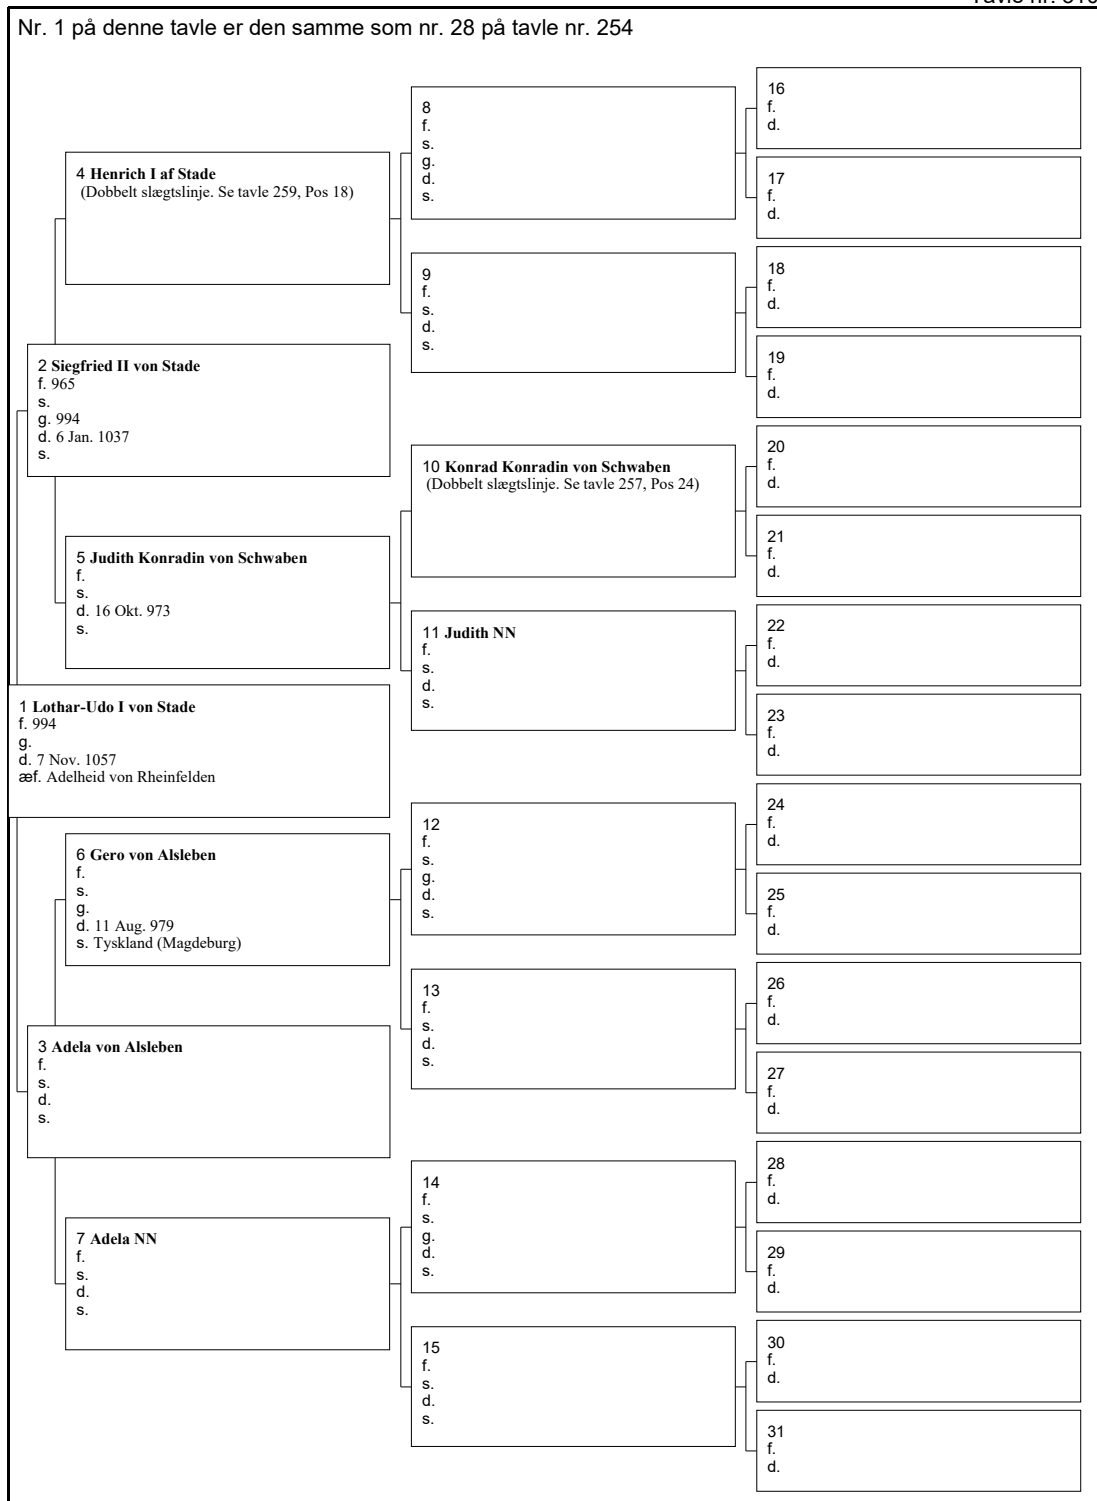 Nr. 1 på denne tavle er den samme som nr. 28 på tavle nr. 254
16
f.
d.
8
f.
s.
g.
d.
s.
4 Henrich I af Stade
(Dobbelt slægtslinje. Se tavle 259, Pos 18)
17
f.
d.
9
f.
s.
d.
s.
18
f.
d.
19
f.
d.
2 Siegfried II von Stade
f. 965
s.
g. 994
d. 6 Jan. 1037
s.
20
f.
d.
10 Konrad Konradin von Schwaben
(Dobbelt slægtslinje. Se tavle 257, Pos 24)
21
f.
d.
5 Judith Konradin von Schwaben
f.
s.
d. 16 Okt. 973
s.
22
f.
d.
11 Judith NN
f.
s.
d.
s.
23
f.
d.
1 Lothar-Udo I von Stade
f. 994
g.
d. 7 Nov. 1057
æf. Adelheid von Rheinfelden
24
f.
d.
12
f.
s.
g.
d.
s.
6 Gero von Alsleben
f.
s.
g.
d. 11 Aug. 979
s. Tyskland (Magdeburg)
25
f.
d.
26
f.
d.
13
f.
s.
d.
s.
3 Adela von Alsleben
f.
s.
d.
s.
27
f.
d.
28
f.
d.
14
f.
s.
g.
d.
s.
7 Adela NN
f.
s.
d.
s.
29
f.
d.
30
f.
d.
15
f.
s.
d.
s.
31
f.
d.